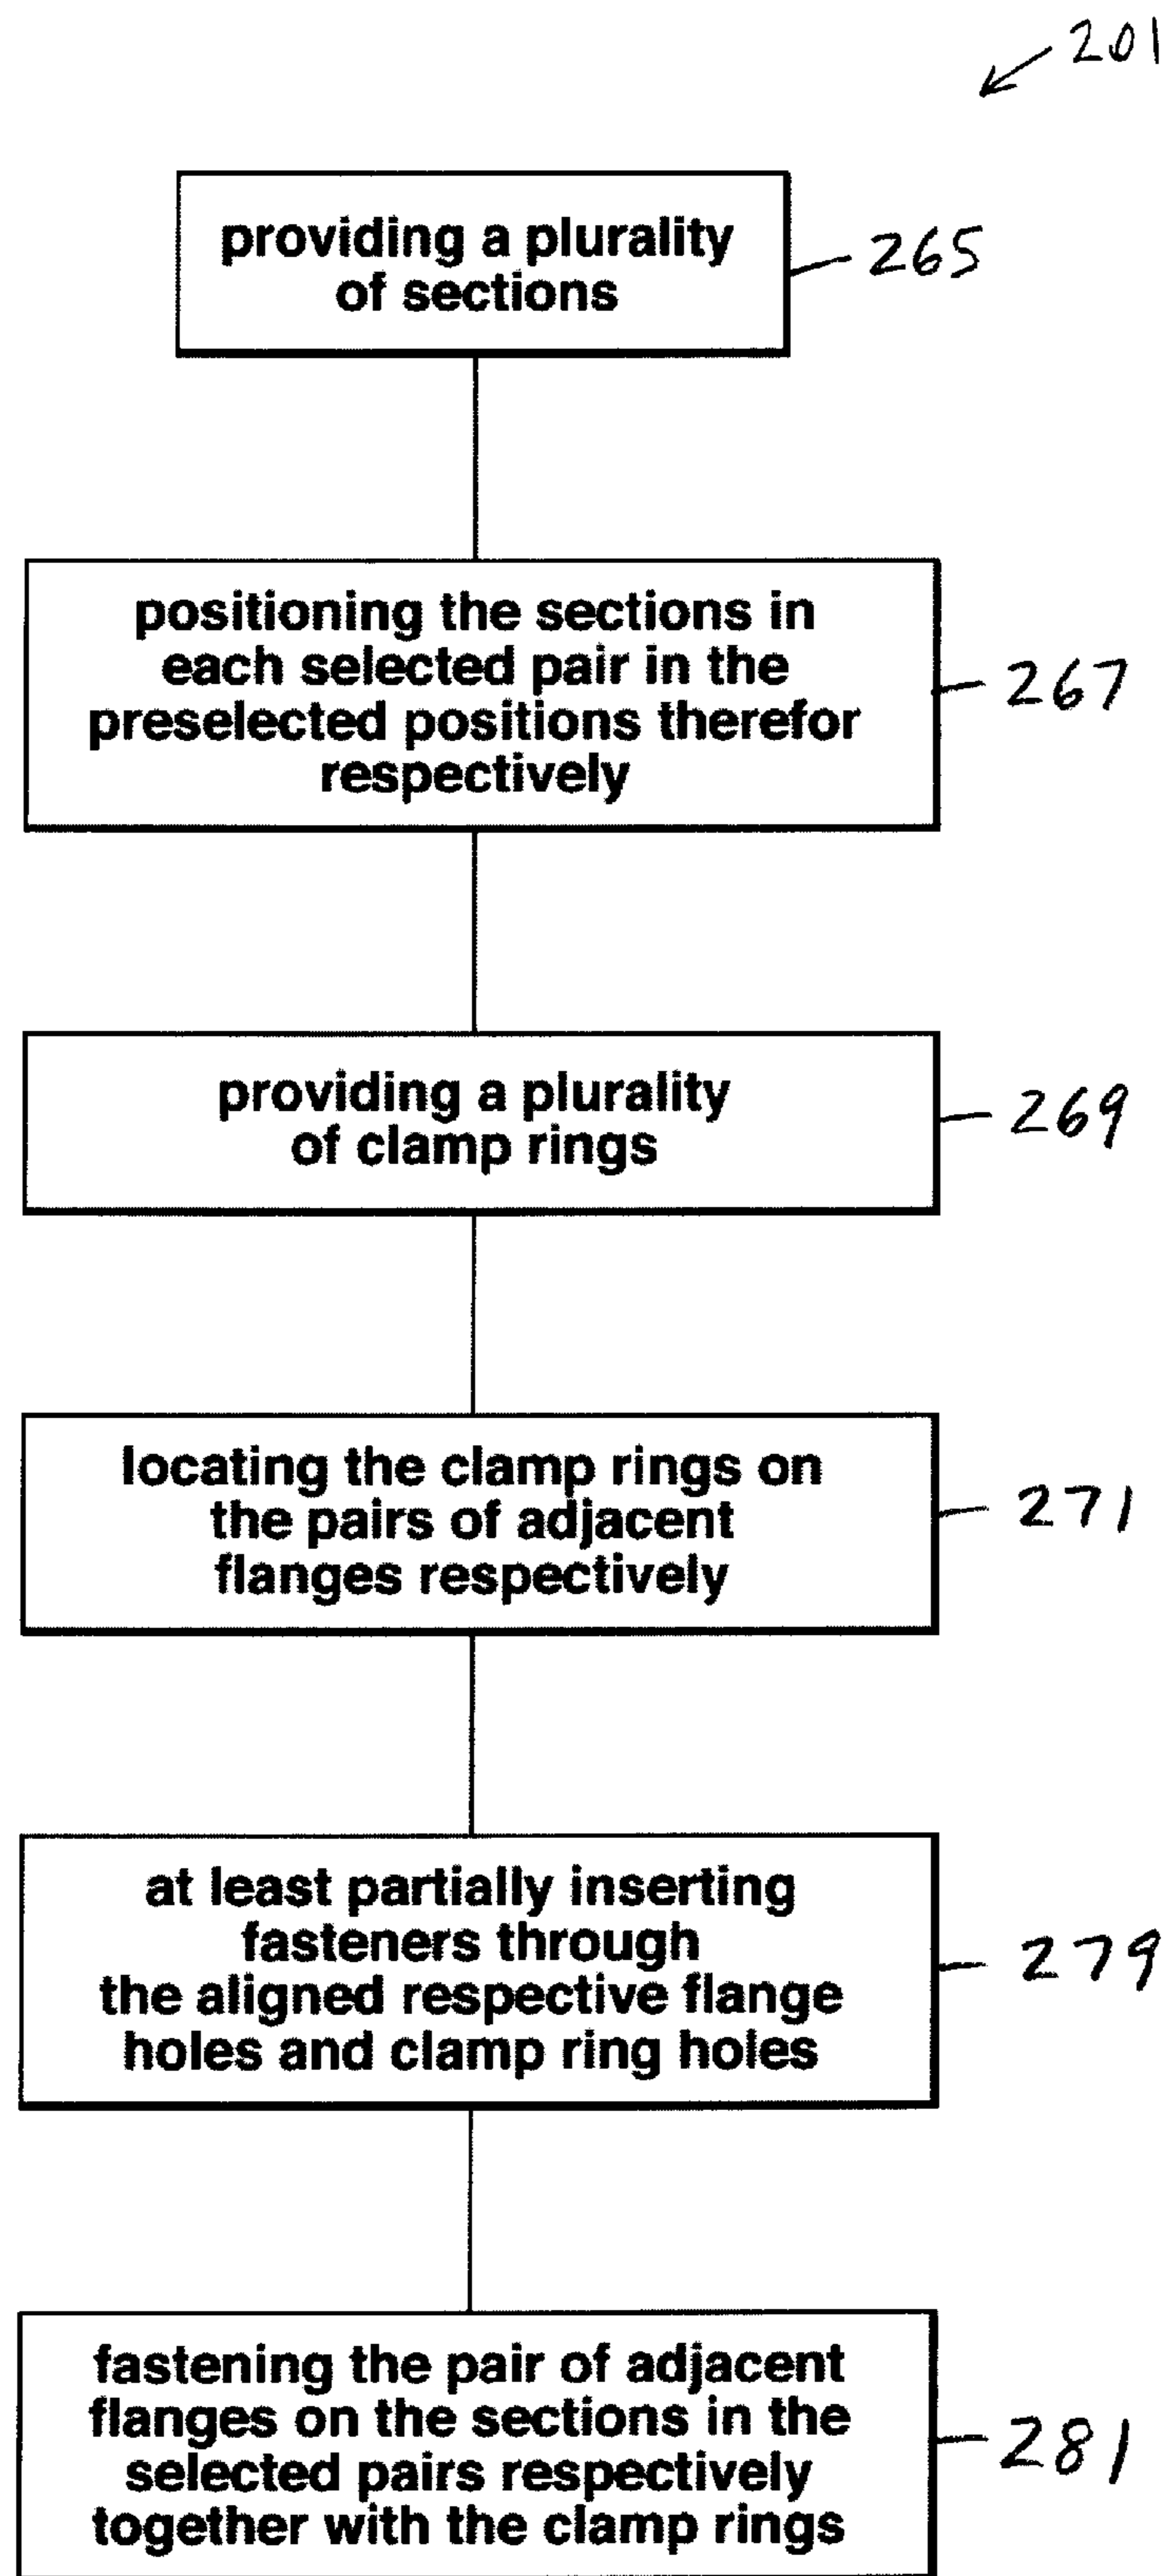 201
providing a plurality
of sections
265
positioning the sections in
each selected pair in the
preselected positions therefor
respectively
267
providing a plurality
of clamp rings
269
locating the clamp rings on
the pairs of adjacent
flanges respectively
271
at least partially inserting
fasteners through
the aligned respective flange
holes and clamp ring holes
279
fastening the pair of adjacent
flanges on the sections in the
selected pairs respectively
together with the clamp rings
281